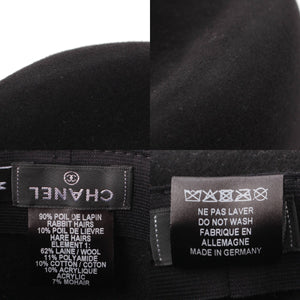 CHANEL
90% POIL DE LAPIN
RABBIT HAIRS
10% POIL DE LIÈVRE
HARE HAIRS
ELEMENT 1:
62% LAINE / WOOL
11% POLYAMIDE
10% COTTON / COTON
10% ACRYLIQUE
ACRYLIC
7% MOHAIR
NE PAS LAVER
DO NOT WASH
FABRIQUE EN
ALLEMAGNE
MADE IN GERMANY